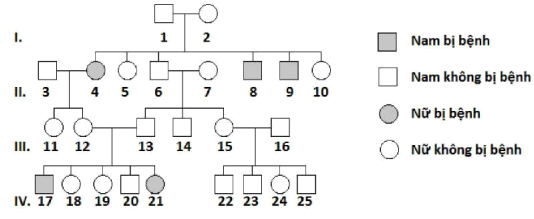 I.
1 2
Nam bị bệnh
II.
3 4 5 6 7 8 9 10
Nam không bị bệnh
Nữ bị bệnh
III.
11 12 13 14 15 16
Nữ không bị bệnh
IV.
17 18 19 20 21 22 23 24 25